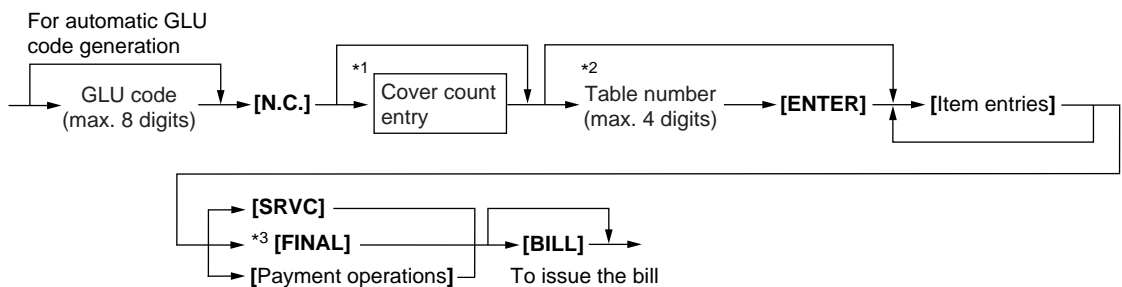 For automatic GLU
code generation
GLU code
(max. 8 digits)
[N.C.]
*1
Cover count
entry
*2
Table number
(max. 4 digits)
[ENTER]
[Item entries]
[SRVC]
*3 [FINAL]
[Payment operations]
[BILL]
To issue the bill